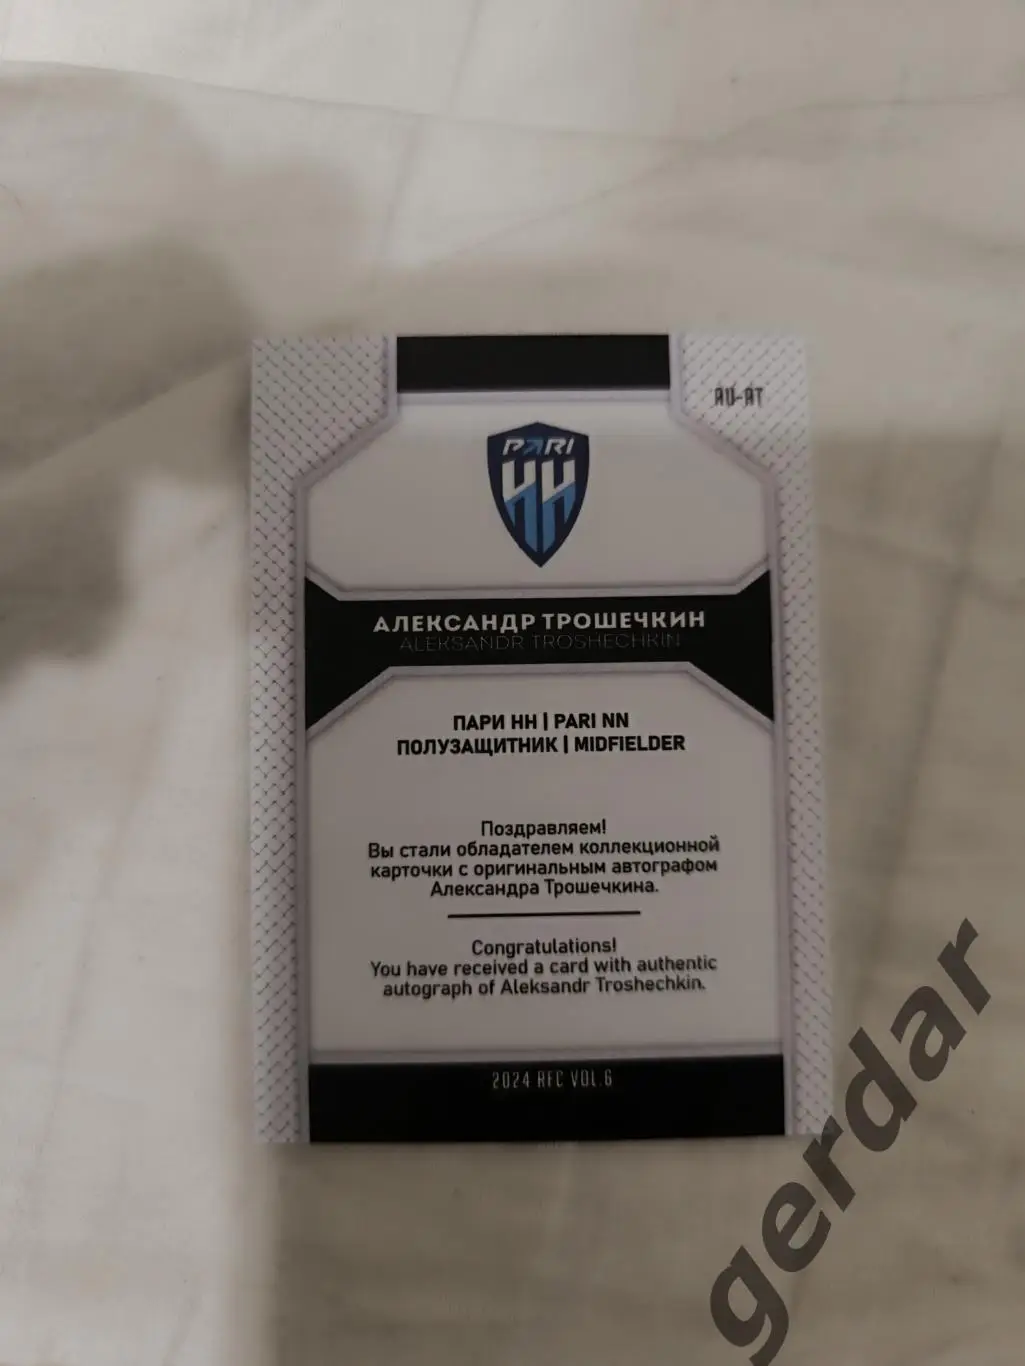 AU-AT
PARI
НН
АЛЕКСАНДР ТРОШЕЧКИН
ALEKSANDR TROSHECHKIN
ПАРИ НН | PARI NN
ПОЛУЗАЩИТНИК | MIDFIELDER
Поздравляем!
Вы стали обладателем коллекционной
карточки с оригинальным автографом
Александра Трошечкина.
Congratulations!
You have received a card with authentic
autograph of Aleksandr Troshechkin.
2024 RFC VOL.6
gerdar